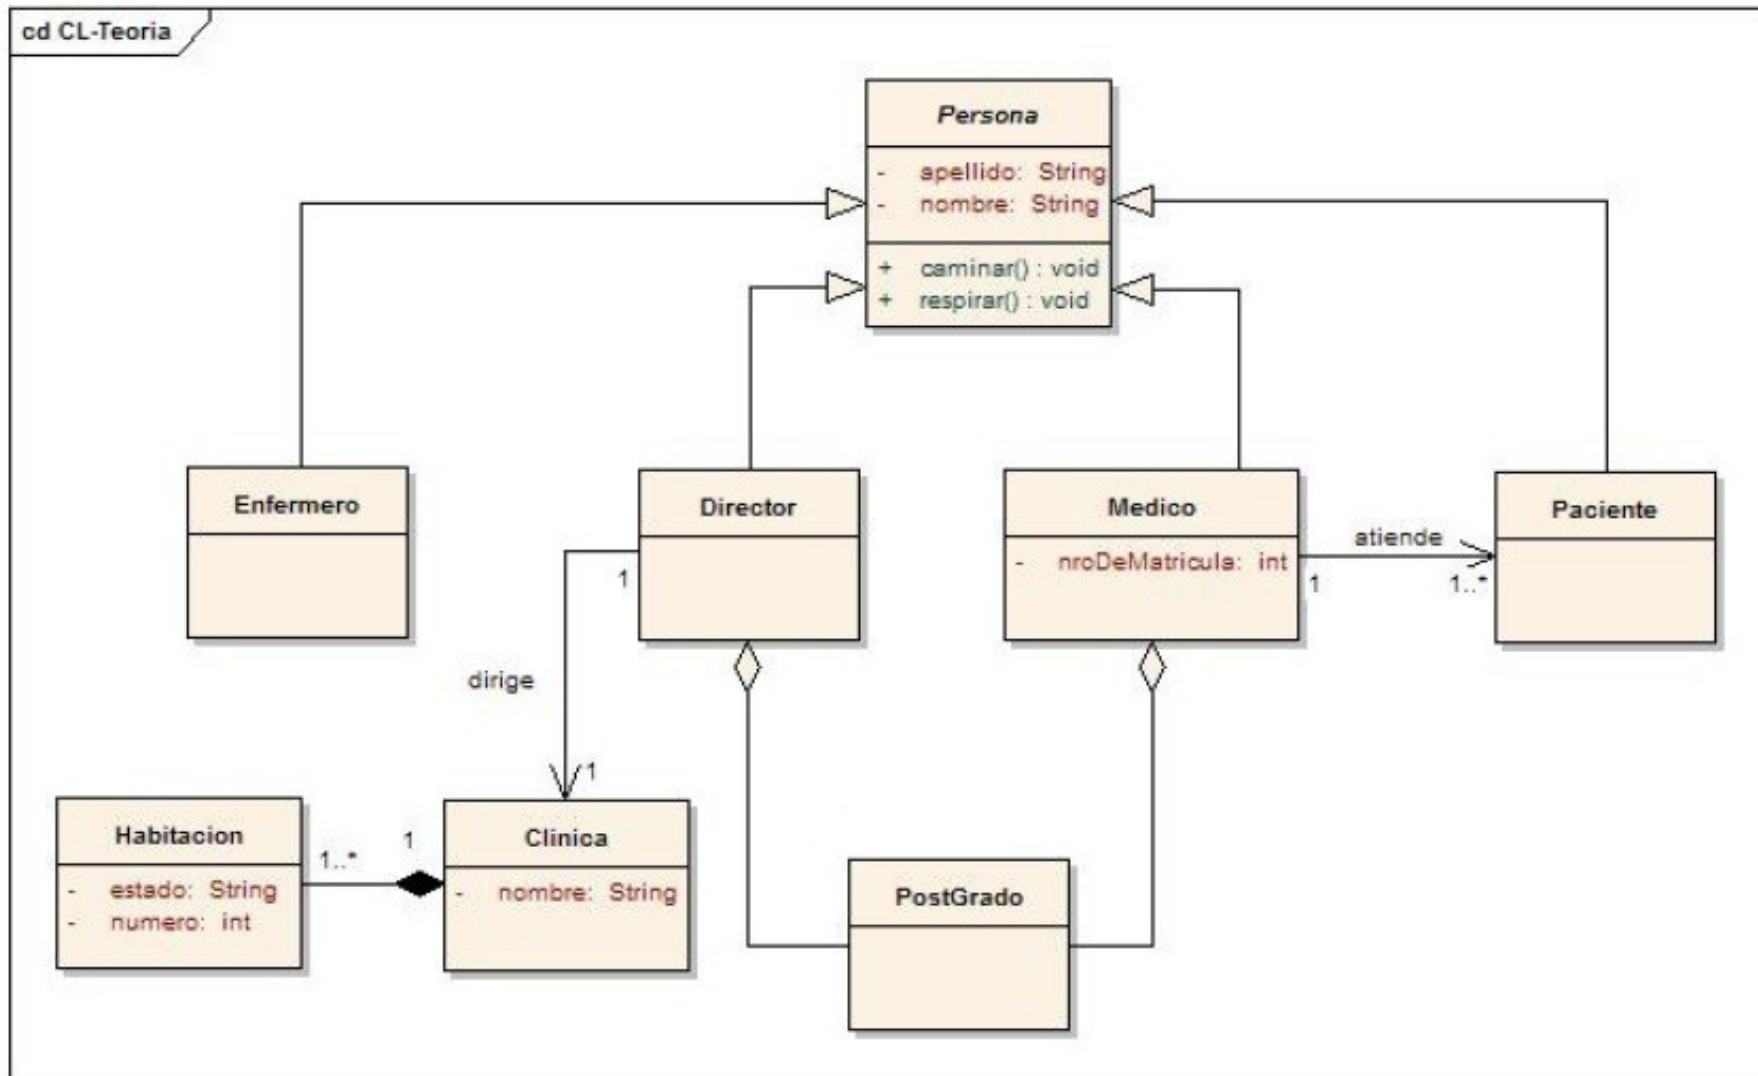 cd CL-Teoria
Persona
- apellido: String
- nombre: String
+ caminar() : void
+ respirar() : void
Enfermero
Director
Medico
- nroDeMatricula: int
Paciente
atiende
1
1..*
1
dirige
1
Habitacion
- estado: String
- numero: int
1..*
1
Clinica
- nombre: String
PostGrado